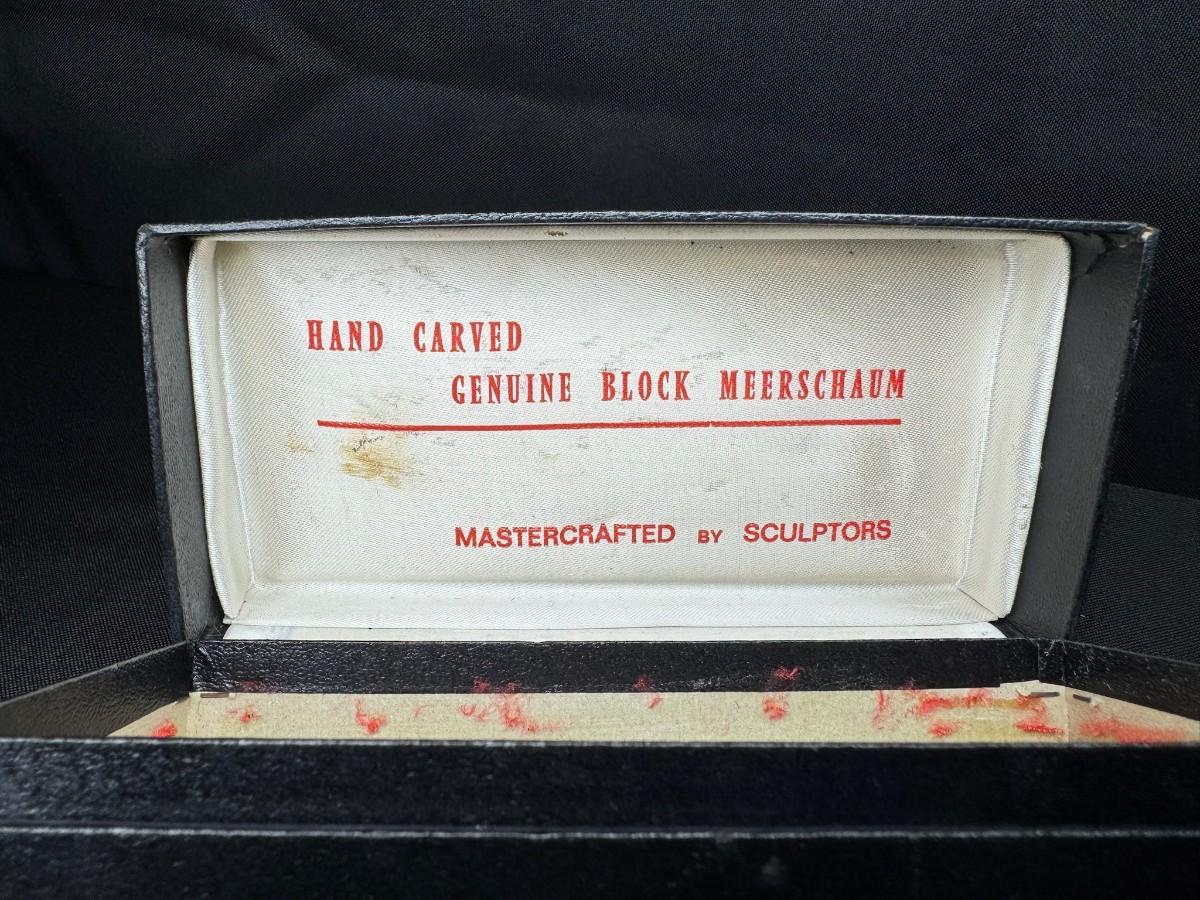 HAND CARVED
GENUINE BLOCK MEERSCHAUM
MASTERCRAFTED BY SCULPTORS